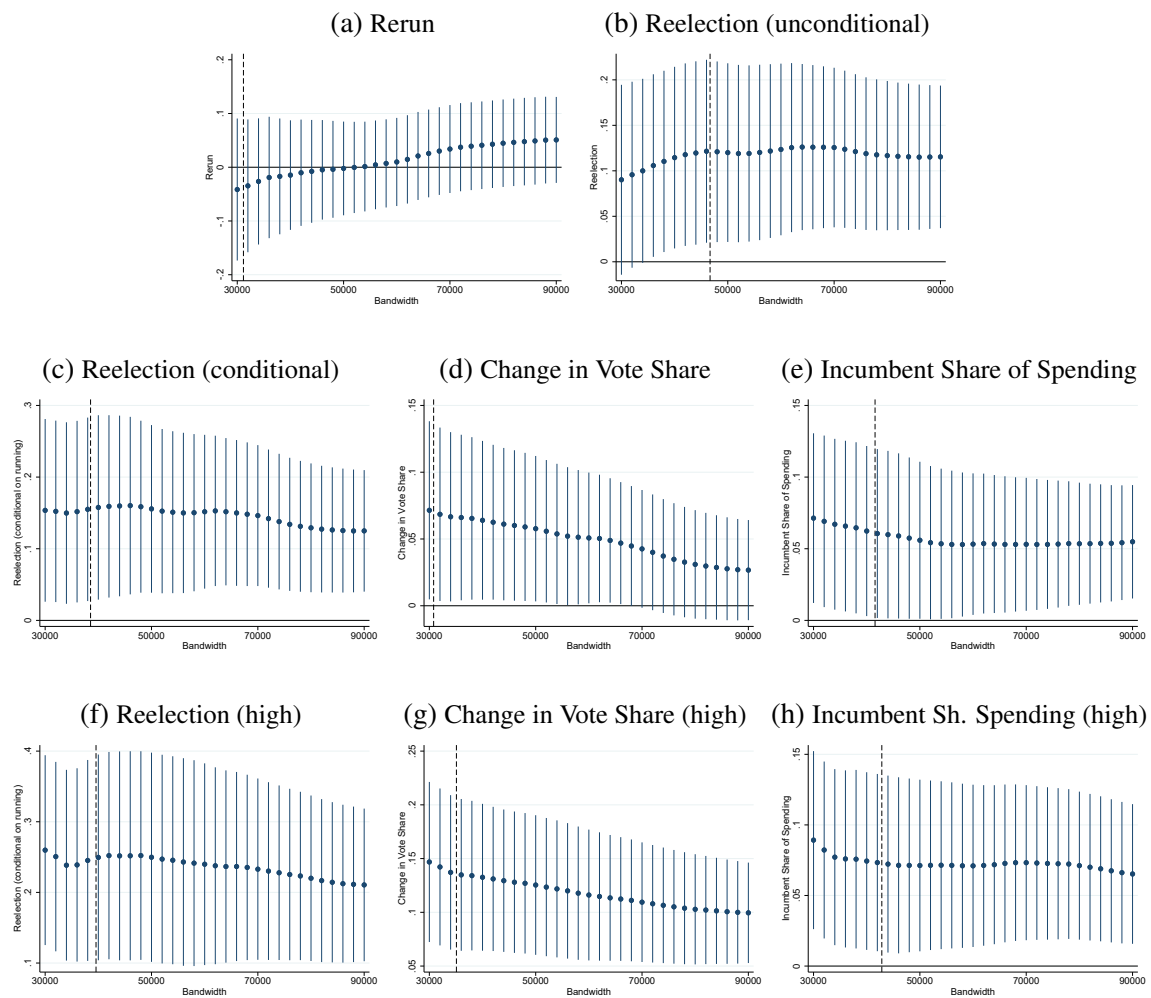 (a) Rerun
(b) Reelection (unconditional)
.2
.1
0
-.1
-.2
Rerun
30000 50000 70000 90000
Bandwidth
.2
.15
.1
.05
0
Reelection
30000 50000 70000 90000
Bandwidth
(c) Reelection (conditional)
(d) Change in Vote Share
(e) Incumbent Share of Spending
.3
.2
.1
0
Reelection (conditional on running)
30000 50000 70000 90000
Bandwidth
.15
.1
.05
0
Change in Vote Share
30000 50000 70000 90000
Bandwidth
.15
.1
.05
0
Incumbent Share of Spending
30000 50000 70000 90000
Bandwidth
(f) Reelection (high)
(g) Change in Vote Share (high)
(h) Incumbent Sh. Spending (high)
.4
.3
.2
.1
Reelection (conditional on running)
30000 50000 70000 90000
Bandwidth
.25
.2
.15
.1
.05
Change in Vote Share
30000 50000 70000 90000
Bandwidth
.15
.1
.05
0
Incumbent Share of Spending
30000 50000 70000 90000
Bandwidth